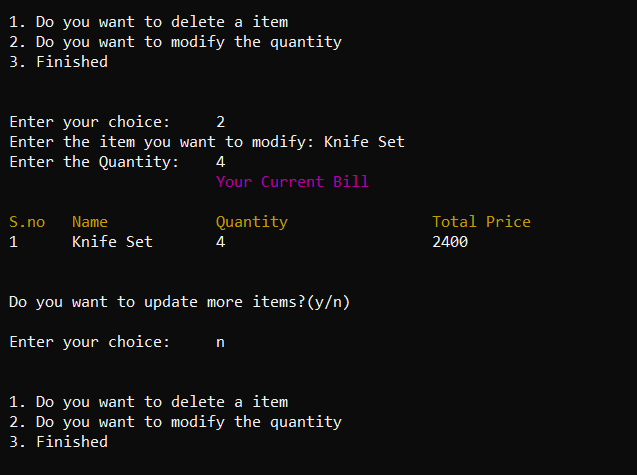 1. Do you want to delete a item
2. Do you want to modify the quantity
3. Finished
Enter your choice: 2
Enter the item you want to modify: Knife Set
Enter the Quantity: 4
Your Current Bill
S.no Name Quantity Total Price
1 Knife Set 4 2400
Do you want to update more items?(y/n)
Enter your choice: n
1. Do you want to delete a item
2. Do you want to modify the quantity
3. Finished